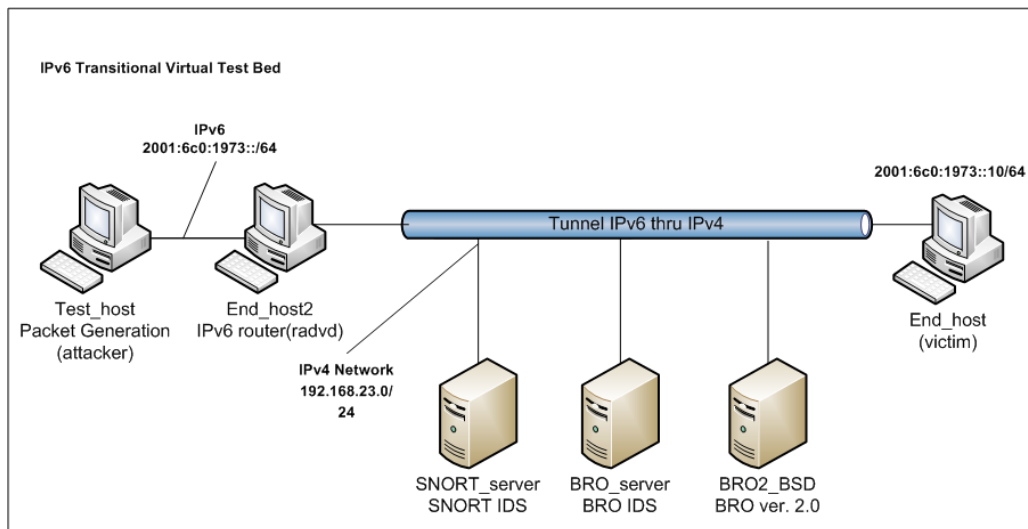 IPv6 Transitional Virtual Test Bed
IPv6
2001:6c0:1973::/64
2001:6c0:1973::10/64
Tunnel IPv6 thru IPv4
Test_host
Packet Generation
(attacker)
End_host2
IPv6 router(radvd)
End_host
(victim)
IPv4 Network
192.168.23.0/
24
SNORT_server
SNORT IDS
BRO_server
BRO IDS
BRO2_BSD
BRO ver. 2.0